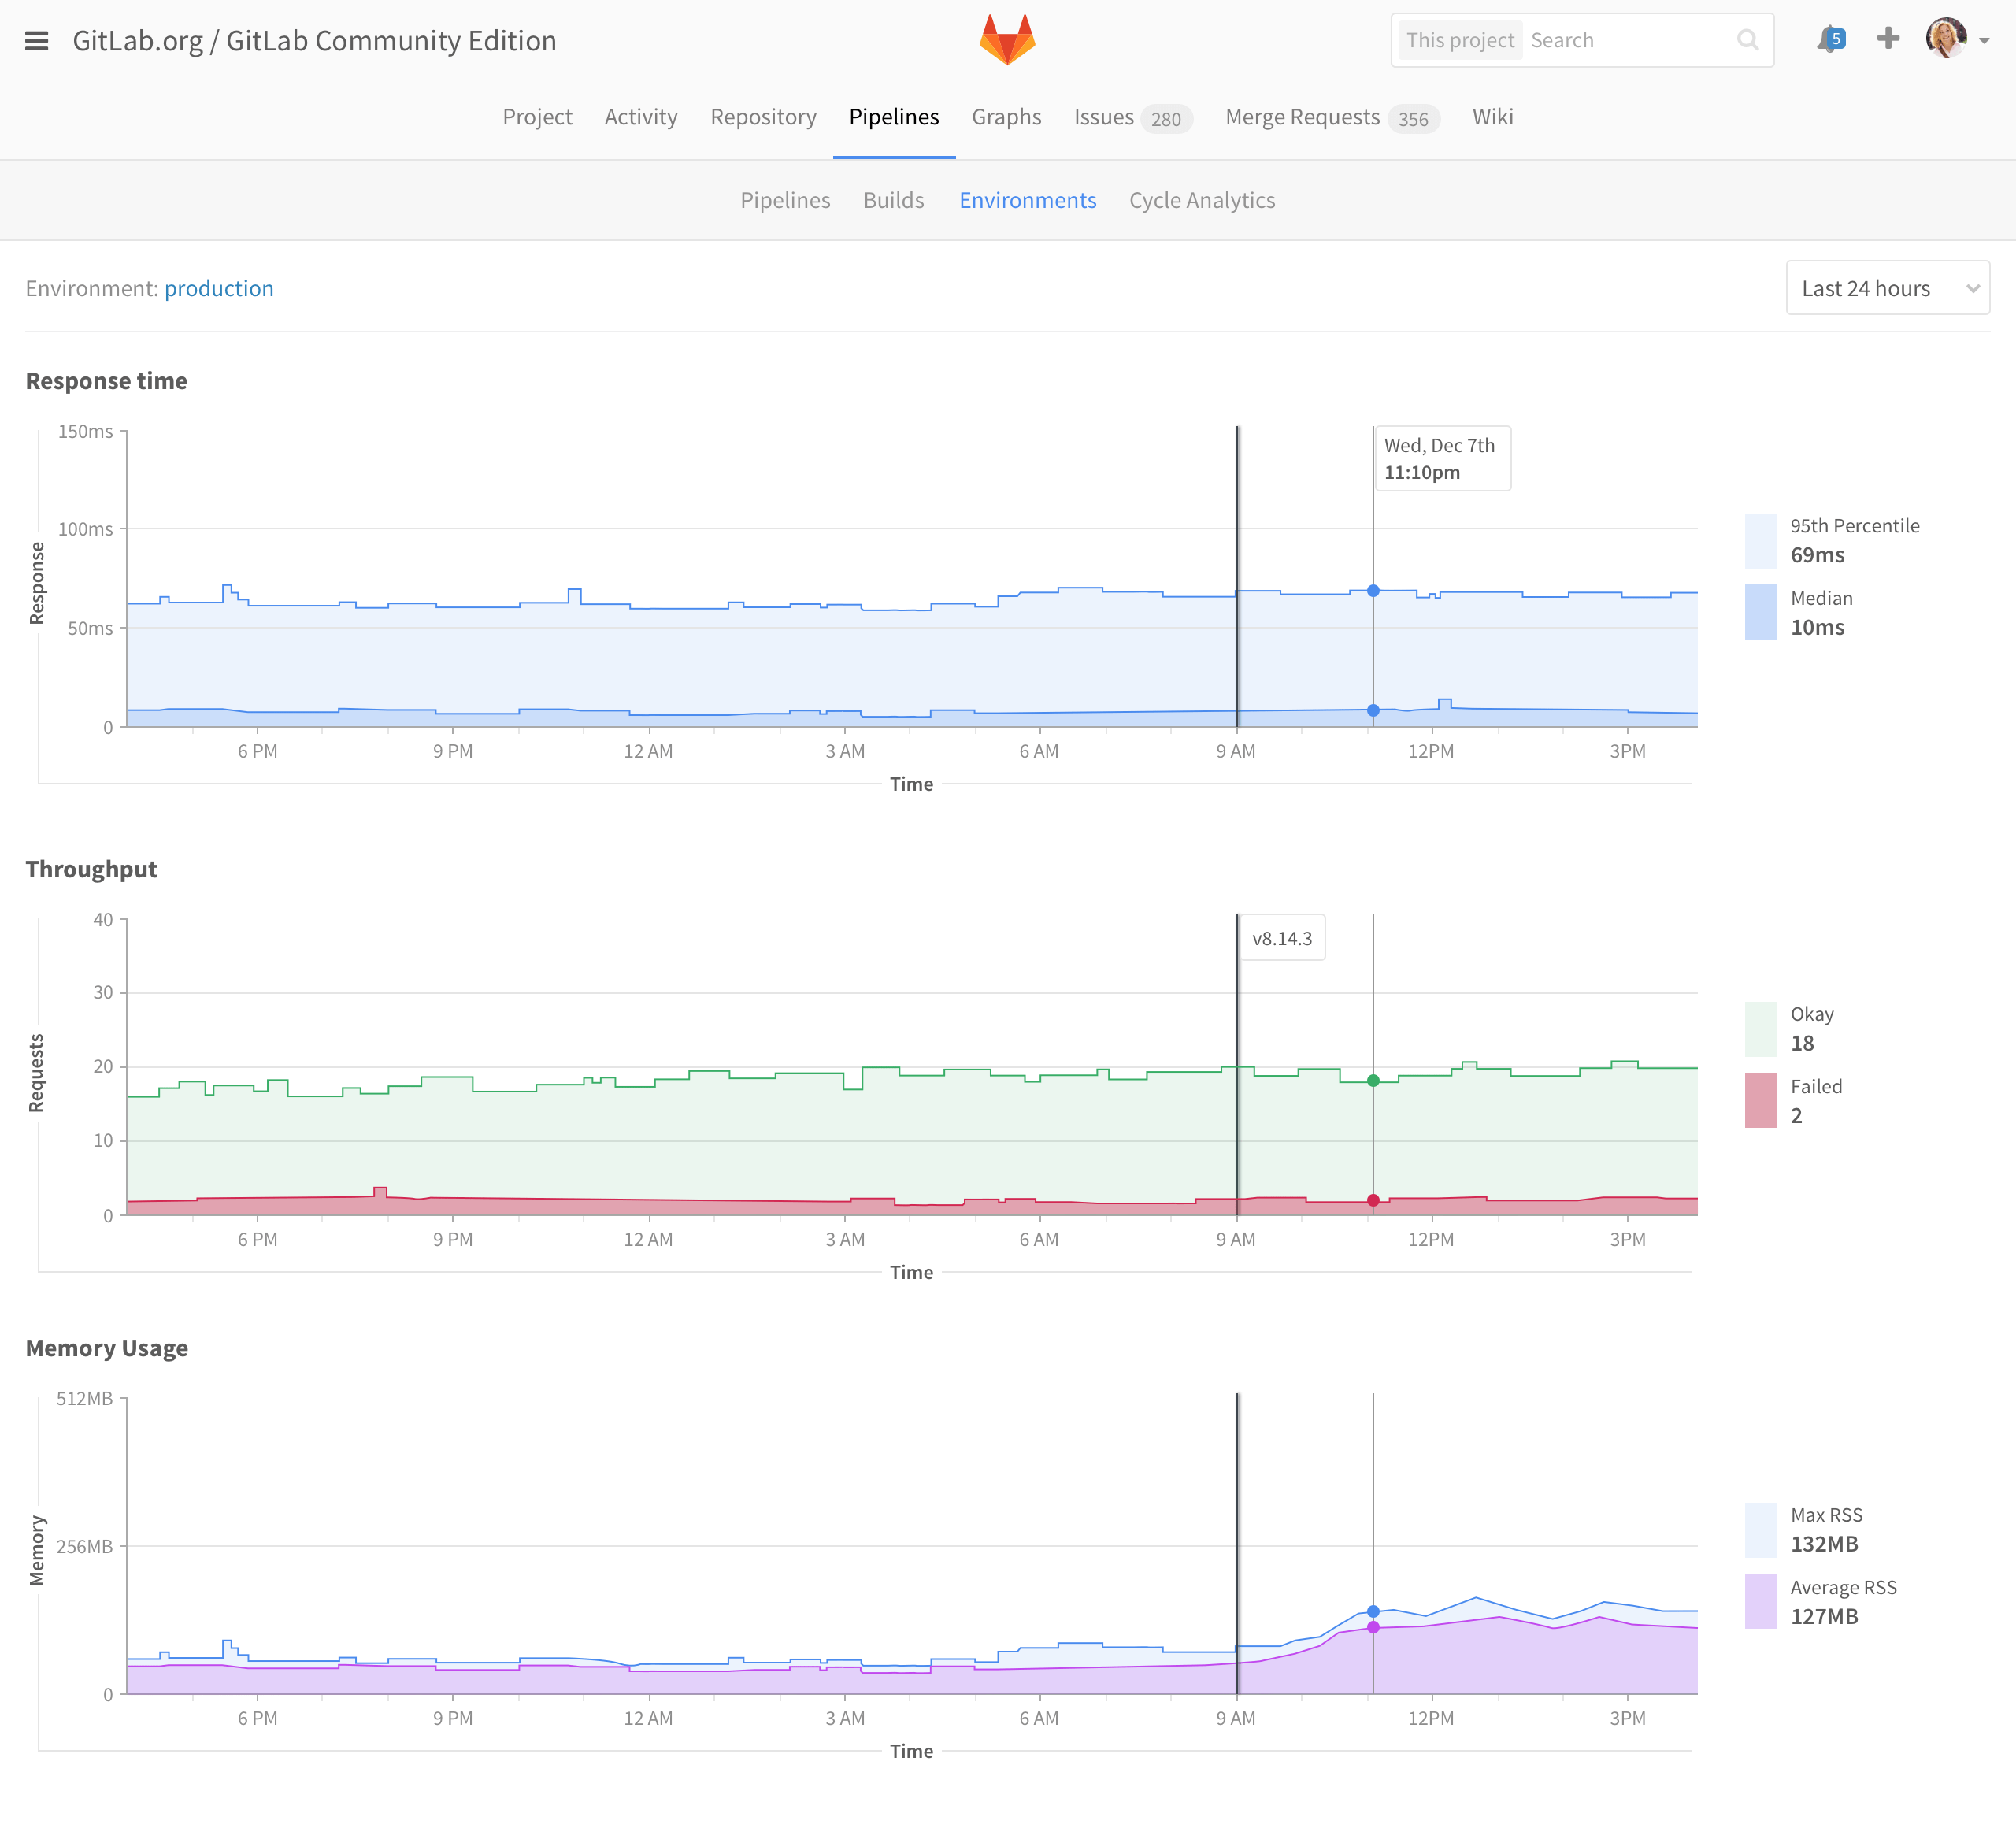 GitLab.org / GitLab Community Edition
This project Search
5
Project Activity Repository Pipelines Graphs Issues 280 Merge Requests 356 Wiki
Pipelines Builds Environments Cycle Analytics
Environment: production
Last 24 hours
Response time
150ms
100ms
50ms
0
Response
Wed, Dec 7th
11:10pm
6 PM 9 PM 12 AM 3 AM 6 AM 9 AM 12PM 3PM
Time
95th Percentile
69ms
Median
10ms
Throughput
40
30
20
10
0
Requests
v8.14.3
6 PM 9 PM 12 AM 3 AM 6 AM 9 AM 12PM 3PM
Time
Okay
18
Failed
2
Memory Usage
512MB
256MB
0
Memory
6 PM 9 PM 12 AM 3 AM 6 AM 9 AM 12PM 3PM
Time
Max RSS
132MB
Average RSS
127MB